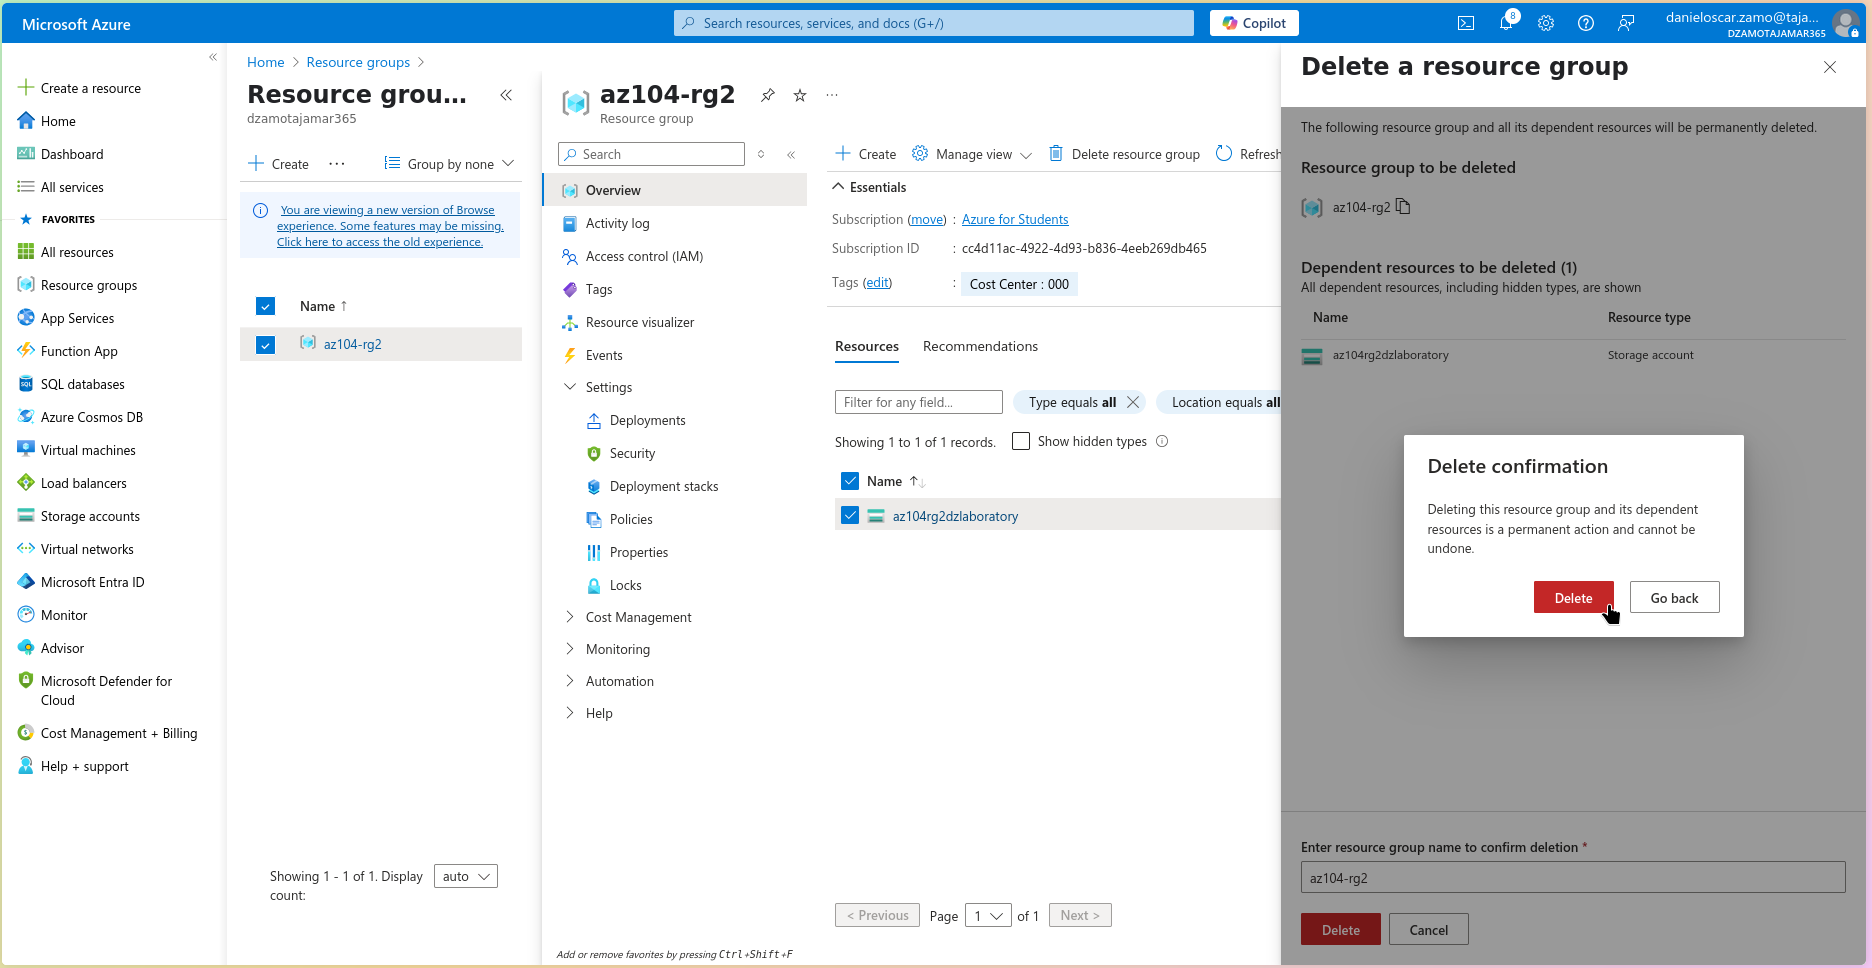 Microsoft Azure
Search resources, services, and docs (G+/)
Copilot
8
danieloscar.zamo@taja...
DZAMOTAJAMAR365
Create a resource
Home
Dashboard
All services
FAVORITES
All resources
Resource groups
App Services
Function App
SQL databases
Azure Cosmos DB
Virtual machines
Load balancers
Storage accounts
Virtual networks
Microsoft Entra ID
Monitor
Advisor
Microsoft Defender for
Cloud
Cost Management + Billing
Help + support
Home > Resource groups >
Resource grou...
dzamotajamar365
Create
Group by none
You are viewing a new version of Browse
experience. Some features may be missing.
Click here to access the old experience.
Name ↑
az104-rg2
Showing 1 - 1 of 1. Display
count:
auto
az104-rg2
Resource group
Search
Overview
Activity log
Access control (IAM)
Tags
Resource visualizer
Events
Settings
Deployments
Security
Deployment stacks
Policies
Properties
Locks
Cost Management
Monitoring
Automation
Help
Add or remove favorites by pressing Ctrl+Shift+F
Create
Manage view
Delete resource group
Refresh
Essentials
Subscription (move) : Azure for Students
Subscription ID : cc4d11ac-4922-4d93-b836-4eeb269db465
Tags (edit) : Cost Center : 000
Resources
Recommendations
Filter for any field...
Type equals all
Location equals all
Showing 1 to 1 of 1 records.
Show hidden types
Name ↑↓
az104rg2dzlaboratory
< Previous
Page 1 of 1
Next >
Delete a resource group
The following resource group and all its dependent resources will be permanently deleted.
Resource group to be deleted
az104-rg2
Dependent resources to be deleted (1)
All dependent resources, including hidden types, are shown
Name
Resource type
az104rg2dzlaboratory
Storage account
Delete confirmation
Deleting this resource group and its dependent
resources is a permanent action and cannot be
undone.
Delete
Go back
Enter resource group name to confirm deletion *
az104-rg2
Delete
Cancel